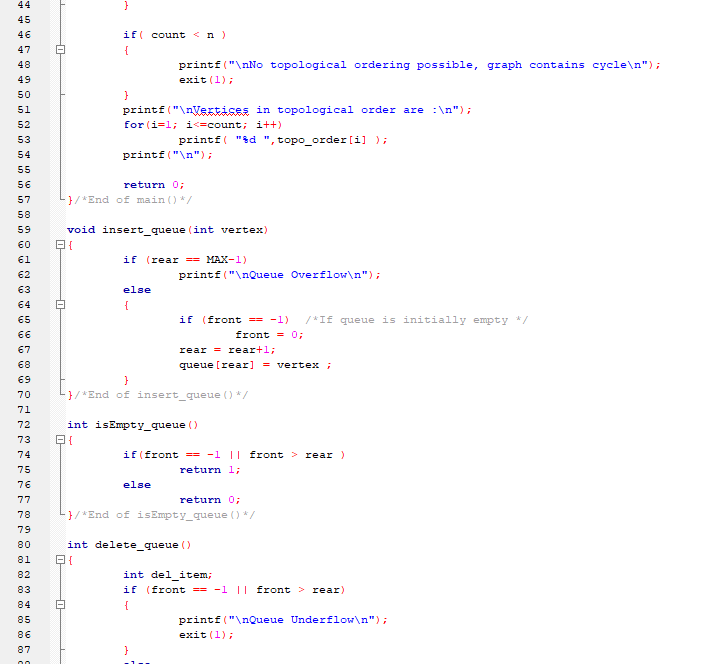 44 }
45
46 if( count < n )
47 {
48 printf("\nNo topological ordering possible, graph contains cycle\n");
49 exit(1);
50 }
51 printf("\nVertices in topological order are :\n");
52 for(i=1; i<=count; i++)
53 printf( "%d ",topo_order[i] );
54 printf("\n");
55
56 return 0;
57 }/*End of main()*/
58
59 void insert_queue(int vertex)
60 {
61 if (rear == MAX-1)
62 printf("\nQueue Overflow\n");
63 else
64 {
65 if (front == -1) /*If queue is initially empty */
66 front = 0;
67 rear = rear+1;
68 queue[rear] = vertex ;
69 }
70 }/*End of insert_queue()*/
71
72 int isEmpty_queue()
73 {
74 if(front == -1 || front > rear )
75 return 1;
76 else
77 return 0;
78 }/*End of isEmpty_queue()*/
79
80 int delete_queue()
81 {
82 int del_item;
83 if (front == -1 || front > rear)
84 {
85 printf("\nQueue Underflow\n");
86 exit(1);
87 }